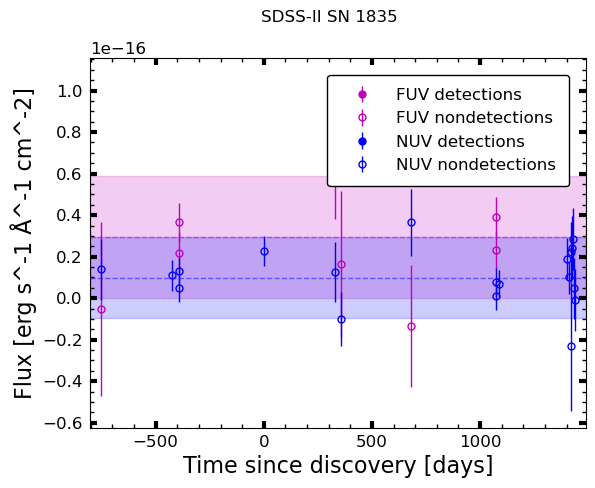 SDSS-II SN 1835
1e−16
FUV detections
FUV nondetections
NUV detections
NUV nondetections
1.0
0.8
0.6
0.4
0.2
0.0
−0.2
−0.4
−0.6
Flux [erg s^-1 Å^-1 cm^-2]
−500
0
500
1000
Time since discovery [days]